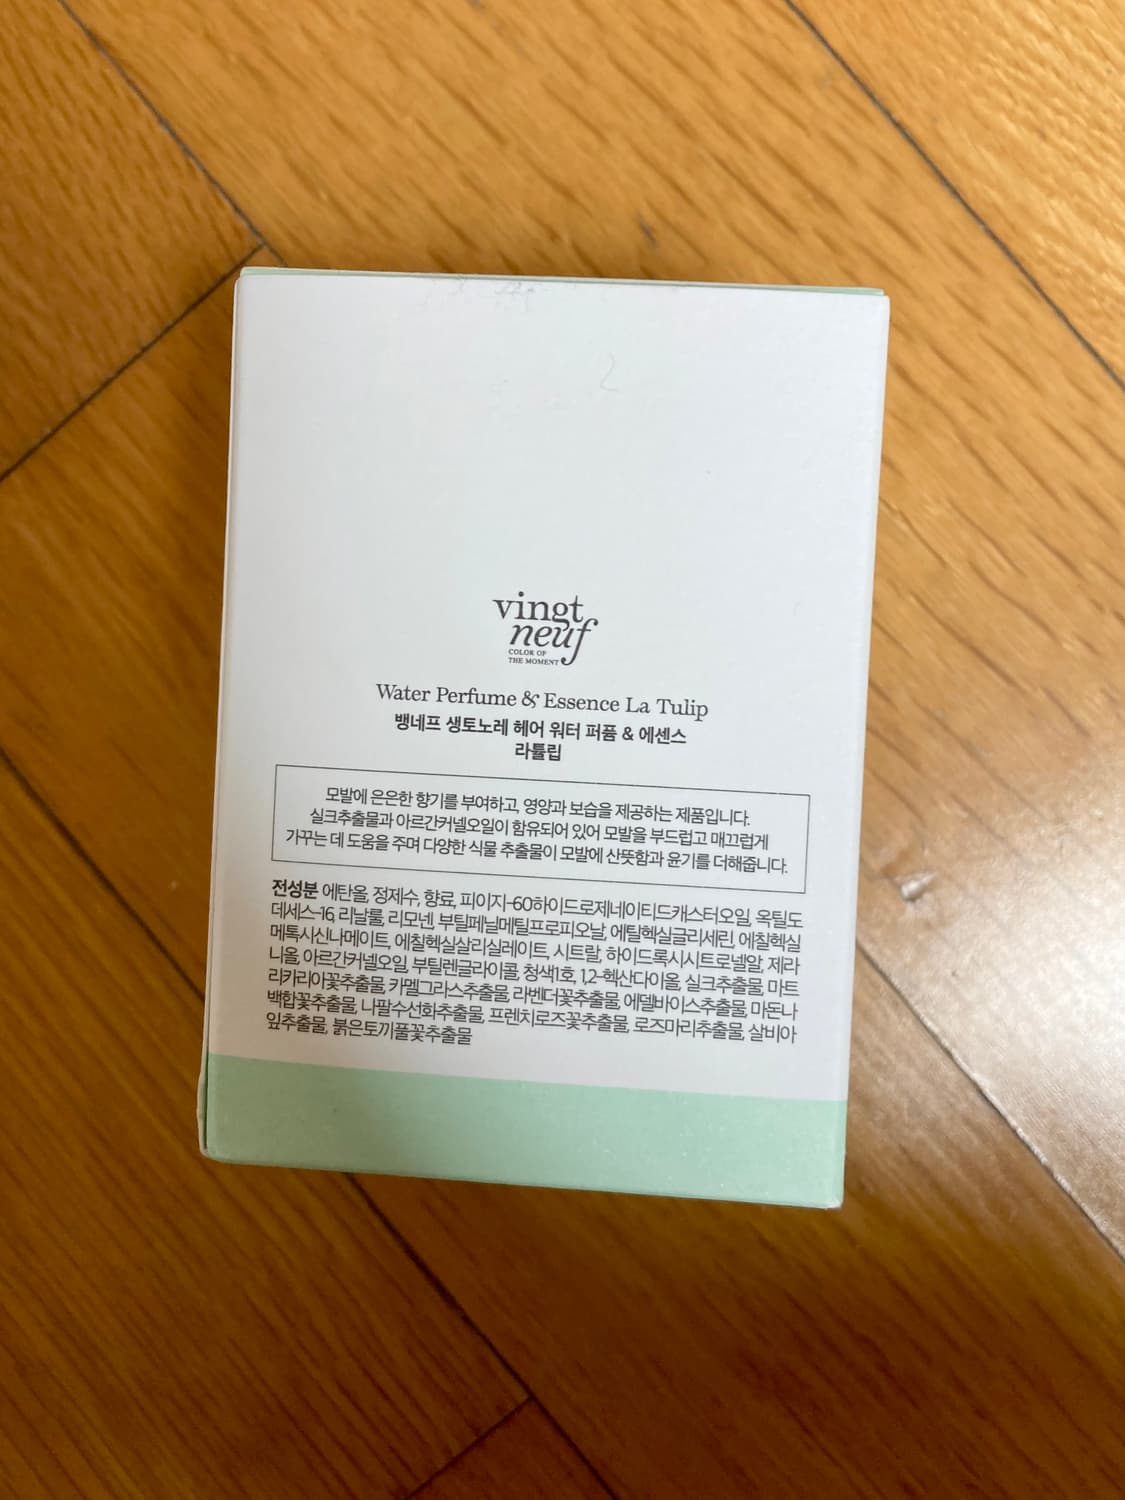 vingt
neuf
COLOR OF
THE MOMENT
Water Perfume & Essence La Tulip
뱅네프 생토노레 헤어 워터 퍼퓸 & 에센스
라튤립
모발에 은은한 향기를 부여하고, 영양과 보습을 제공하는 제품입니다.
실크추출물과 아르간커넬오일이 함유되어 있어 모발을 부드럽고 매끄럽게
가꾸는 데 도움을 주며 다양한 식물 추출물이 모발에 산뜻함과 윤기를 더해줍니다.
전성분 에탄올, 정제수, 향료, 피이지-60하이드로제네이티드캐스터오일, 옥틸도
데세스-16, 리날룰, 리모넨, 부틸페닐메틸프로피오날, 에틸헥실글리세린, 에칠헥실
메톡시신나메이트, 에칠헥실살리실레이트, 시트랄, 하이드록시시트로넬알, 제라
니올, 아르간커넬오일, 부틸렌글라이콜, 청색1호, 1,2-헥산다이올, 실크추출물, 마트
리카리아꽃추출물, 카멜그라스추출물, 라벤더꽃추출물, 에델바이스추출물, 마돈나
백합꽃추출물, 나팔수선화추출물, 프렌치로즈꽃추출물, 로즈마리추출물, 살비아
잎추출물, 붉은토끼풀꽃추출물